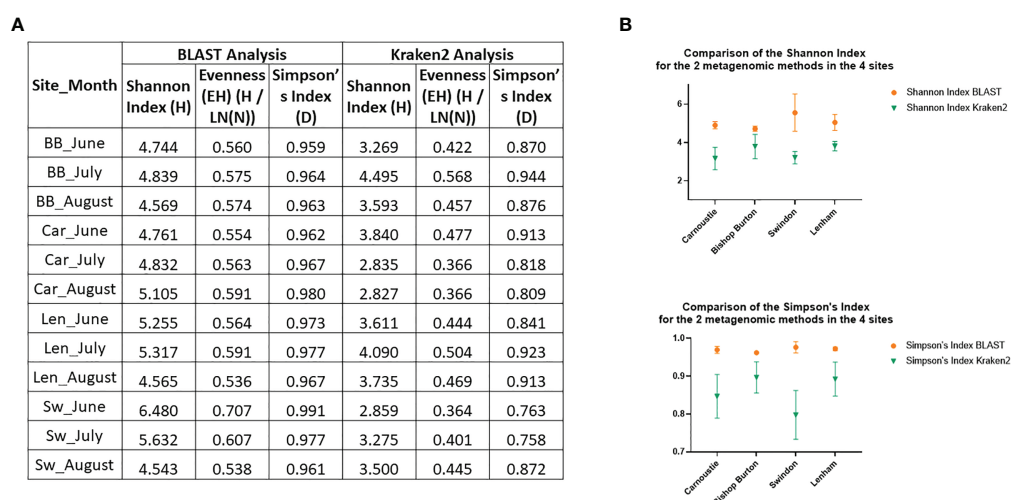 A
BLAST Analysis Kraken2 Analysis
Site_Month Shannon Index (H) Evenness (EH) (H / LN(N)) Simpson's Index (D) Shannon Index (H) Evenness (EH) (H / LN(N)) Simpson's Index (D)
BB_June 4.744 0.560 0.959 3.269 0.422 0.870
BB_July 4.839 0.575 0.964 4.495 0.568 0.944
BB_August 4.569 0.574 0.963 3.593 0.457 0.876
Car_June 4.761 0.554 0.962 3.840 0.477 0.913
Car_July 4.832 0.563 0.967 2.835 0.366 0.818
Car_August 5.105 0.591 0.980 2.827 0.366 0.809
Len_June 5.255 0.564 0.973 3.611 0.444 0.841
Len_July 5.317 0.591 0.977 4.090 0.504 0.923
Len_August 4.565 0.536 0.967 3.735 0.469 0.913
Sw_June 6.480 0.707 0.991 2.859 0.364 0.763
Sw_July 5.632 0.607 0.977 3.275 0.401 0.758
Sw_August 4.543 0.538 0.961 3.500 0.445 0.872
B
Comparison of the Shannon Index
for the 2 metagenomic methods in the 4 sites
Shannon Index BLAST
Shannon Index Kraken2
6
4
2
Carnoustie
Bishop Burton
Swindon
Lenham
Comparison of the Simpson's Index
for the 2 metagenomic methods in the 4 sites
Simpson's Index BLAST
Simpson's Index Kraken2
1.0
0.9
0.8
0.7
Carnoustie
Bishop Burton
Swindon
Lenham